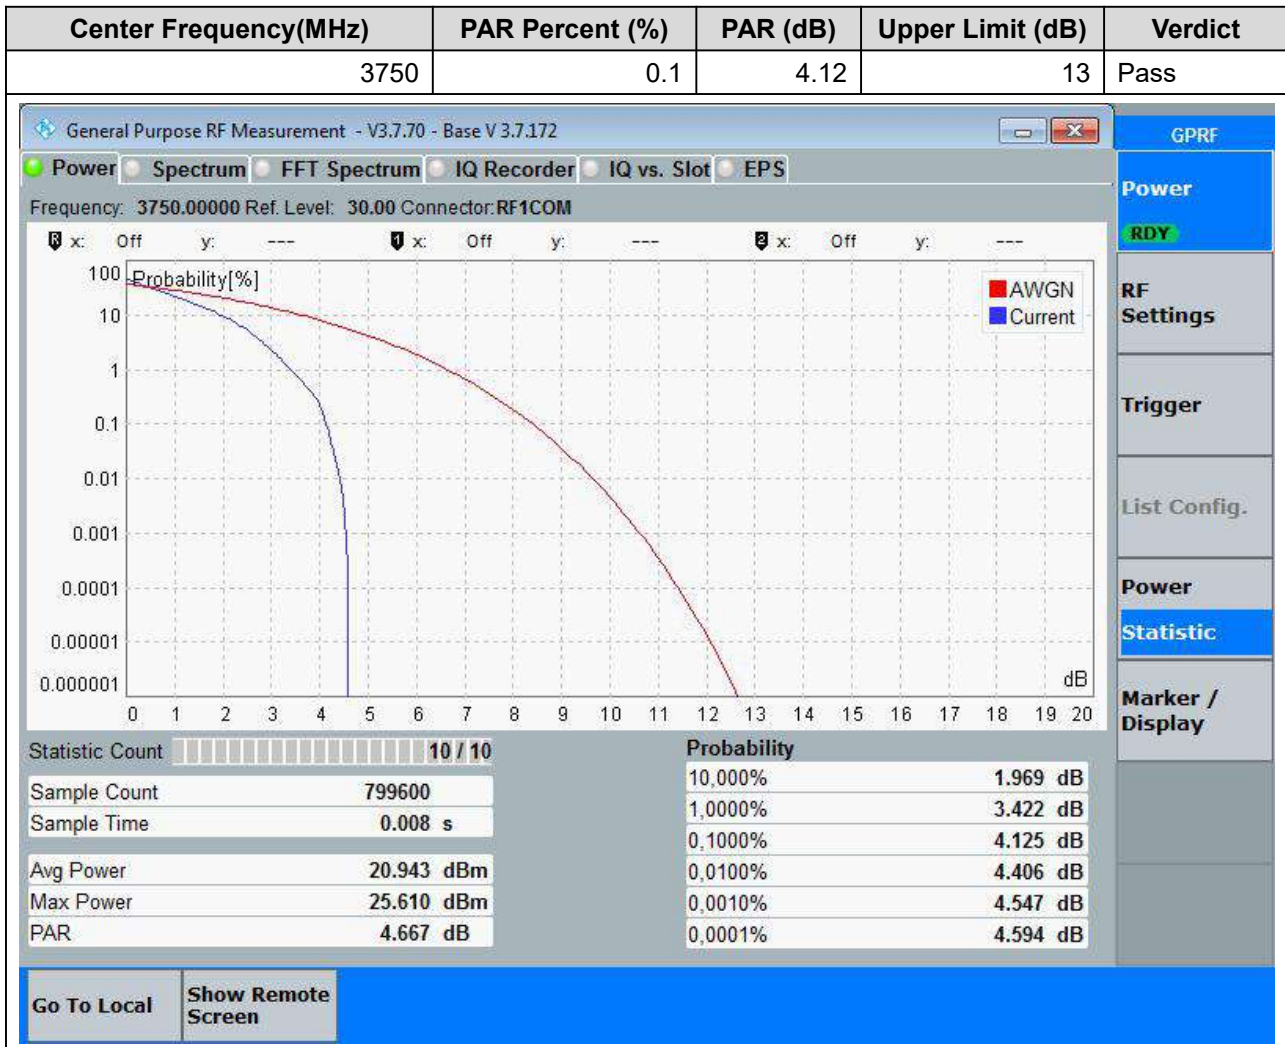 Center Frequency(MHz) PAR Percent (%) PAR (dB) Upper Limit (dB) Verdict
3750 0.1 4.12 13 Pass
General Purpose RF Measurement - V3.7.70 - Base V 3.7.172
GPRF
Power Spectrum FFT Spectrum IQ Recorder IQ vs. Slot EPS
Frequency: 3750.00000 Ref. Level: 30.00 Connector:RF1COM
R x: Off y: --- 1 x: Off y: --- 2 x: Off y: ---
Probability[%]
100
10
1
0.1
0.01
0.001
0.0001
0.00001
0.000001
AWGN
Current
dB
0 1 2 3 4 5 6 7 8 9 10 11 12 13 14 15 16 17 18 19 20
Statistic Count 10 / 10
Sample Count 799600
Sample Time 0.008 s
Avg Power 20.943 dBm
Max Power 25.610 dBm
PAR 4.667 dB
Probability
10,000% 1.969 dB
1,0000% 3.422 dB
0,1000% 4.125 dB
0,0100% 4.406 dB
0,0010% 4.547 dB
0,0001% 4.594 dB
Power
RDY
RF
Settings
Trigger
List Config.
Power
Statistic
Marker /
Display
Go To Local
Show Remote
Screen